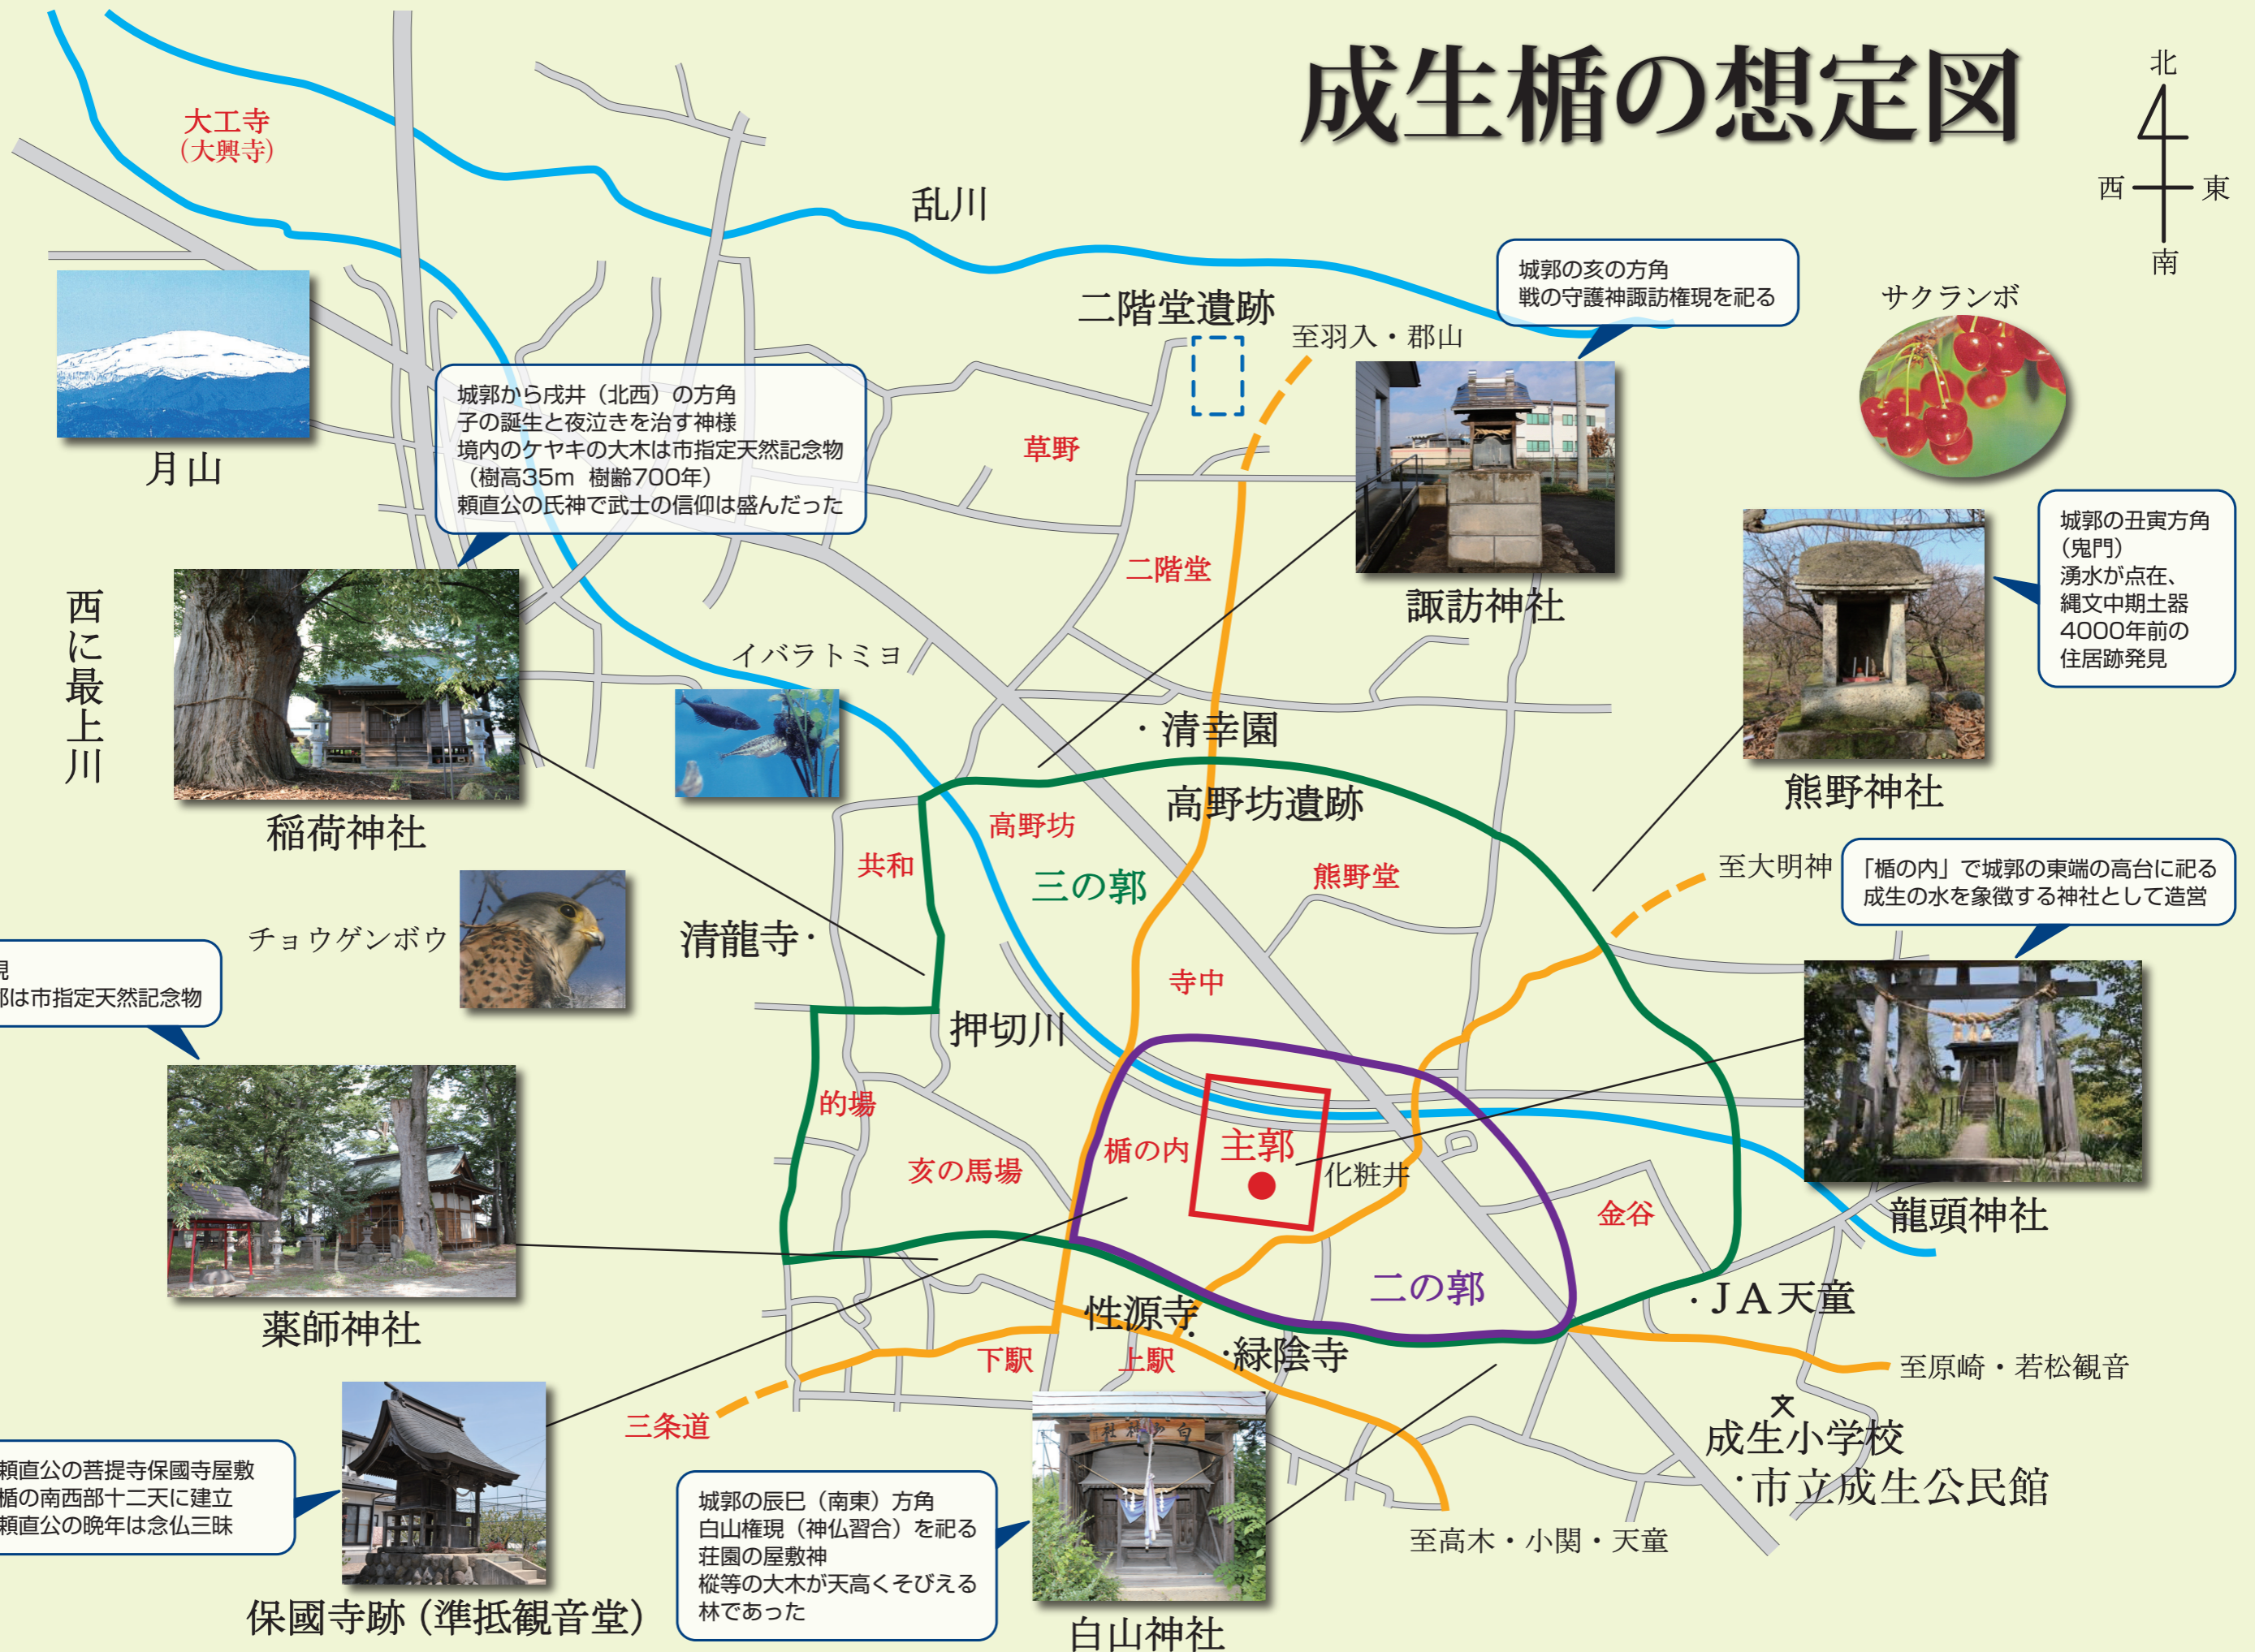 成生楯の想定図
北
西
東
南
大工寺
（大興寺）
乱川
二階堂遺跡
至羽入・郡山
城郭の亥の方角
戦の守護神諏訪権現を祀る
サクランボ
月山
城郭から戌井（北西）の方角
子の誕生と夜泣きを治す神様
境内のケヤキの大木は市指定天然記念物
（樹高35m 樹齢700年）
頼直公の氏神で武士の信仰は盛んだった
草野
二階堂
諏訪神社
城郭の丑寅方角
（鬼門）
湧水が点在、
縄文中期土器
4000年前の
住居跡発見
熊野神社
西に最上川
稲荷神社
イバラトミヨ
・清幸園
高野坊遺跡
高野坊
共和
三の郭
熊野堂
至大明神
「楯の内」で城郭の東端の高台に祀る
成生の水を象徴する神社として造営
チョウゲンボウ
清龍寺・
寺中
現
部は市指定天然記念物
押切川
的場
亥の馬場
楯の内
主郭
化粧井
金谷
龍頭神社
薬師神社
二の郭
・JA天童
性源寺
・緑陰寺
下駅
上駅
至原崎・若松観音
三条道
文
成生小学校
・市立成生公民館
頼直公の菩提寺保國寺屋敷
楯の南西部十二天に建立
頼直公の晩年は念仏三昧
保國寺跡（準抵観音堂）
城郭の辰巳（南東）方角
白山権現（神仏習合）を祀る
荘園の屋敷神
樅等の大木が天高くそびえる
林であった
社神山白
白山神社
至高木・小関・天童